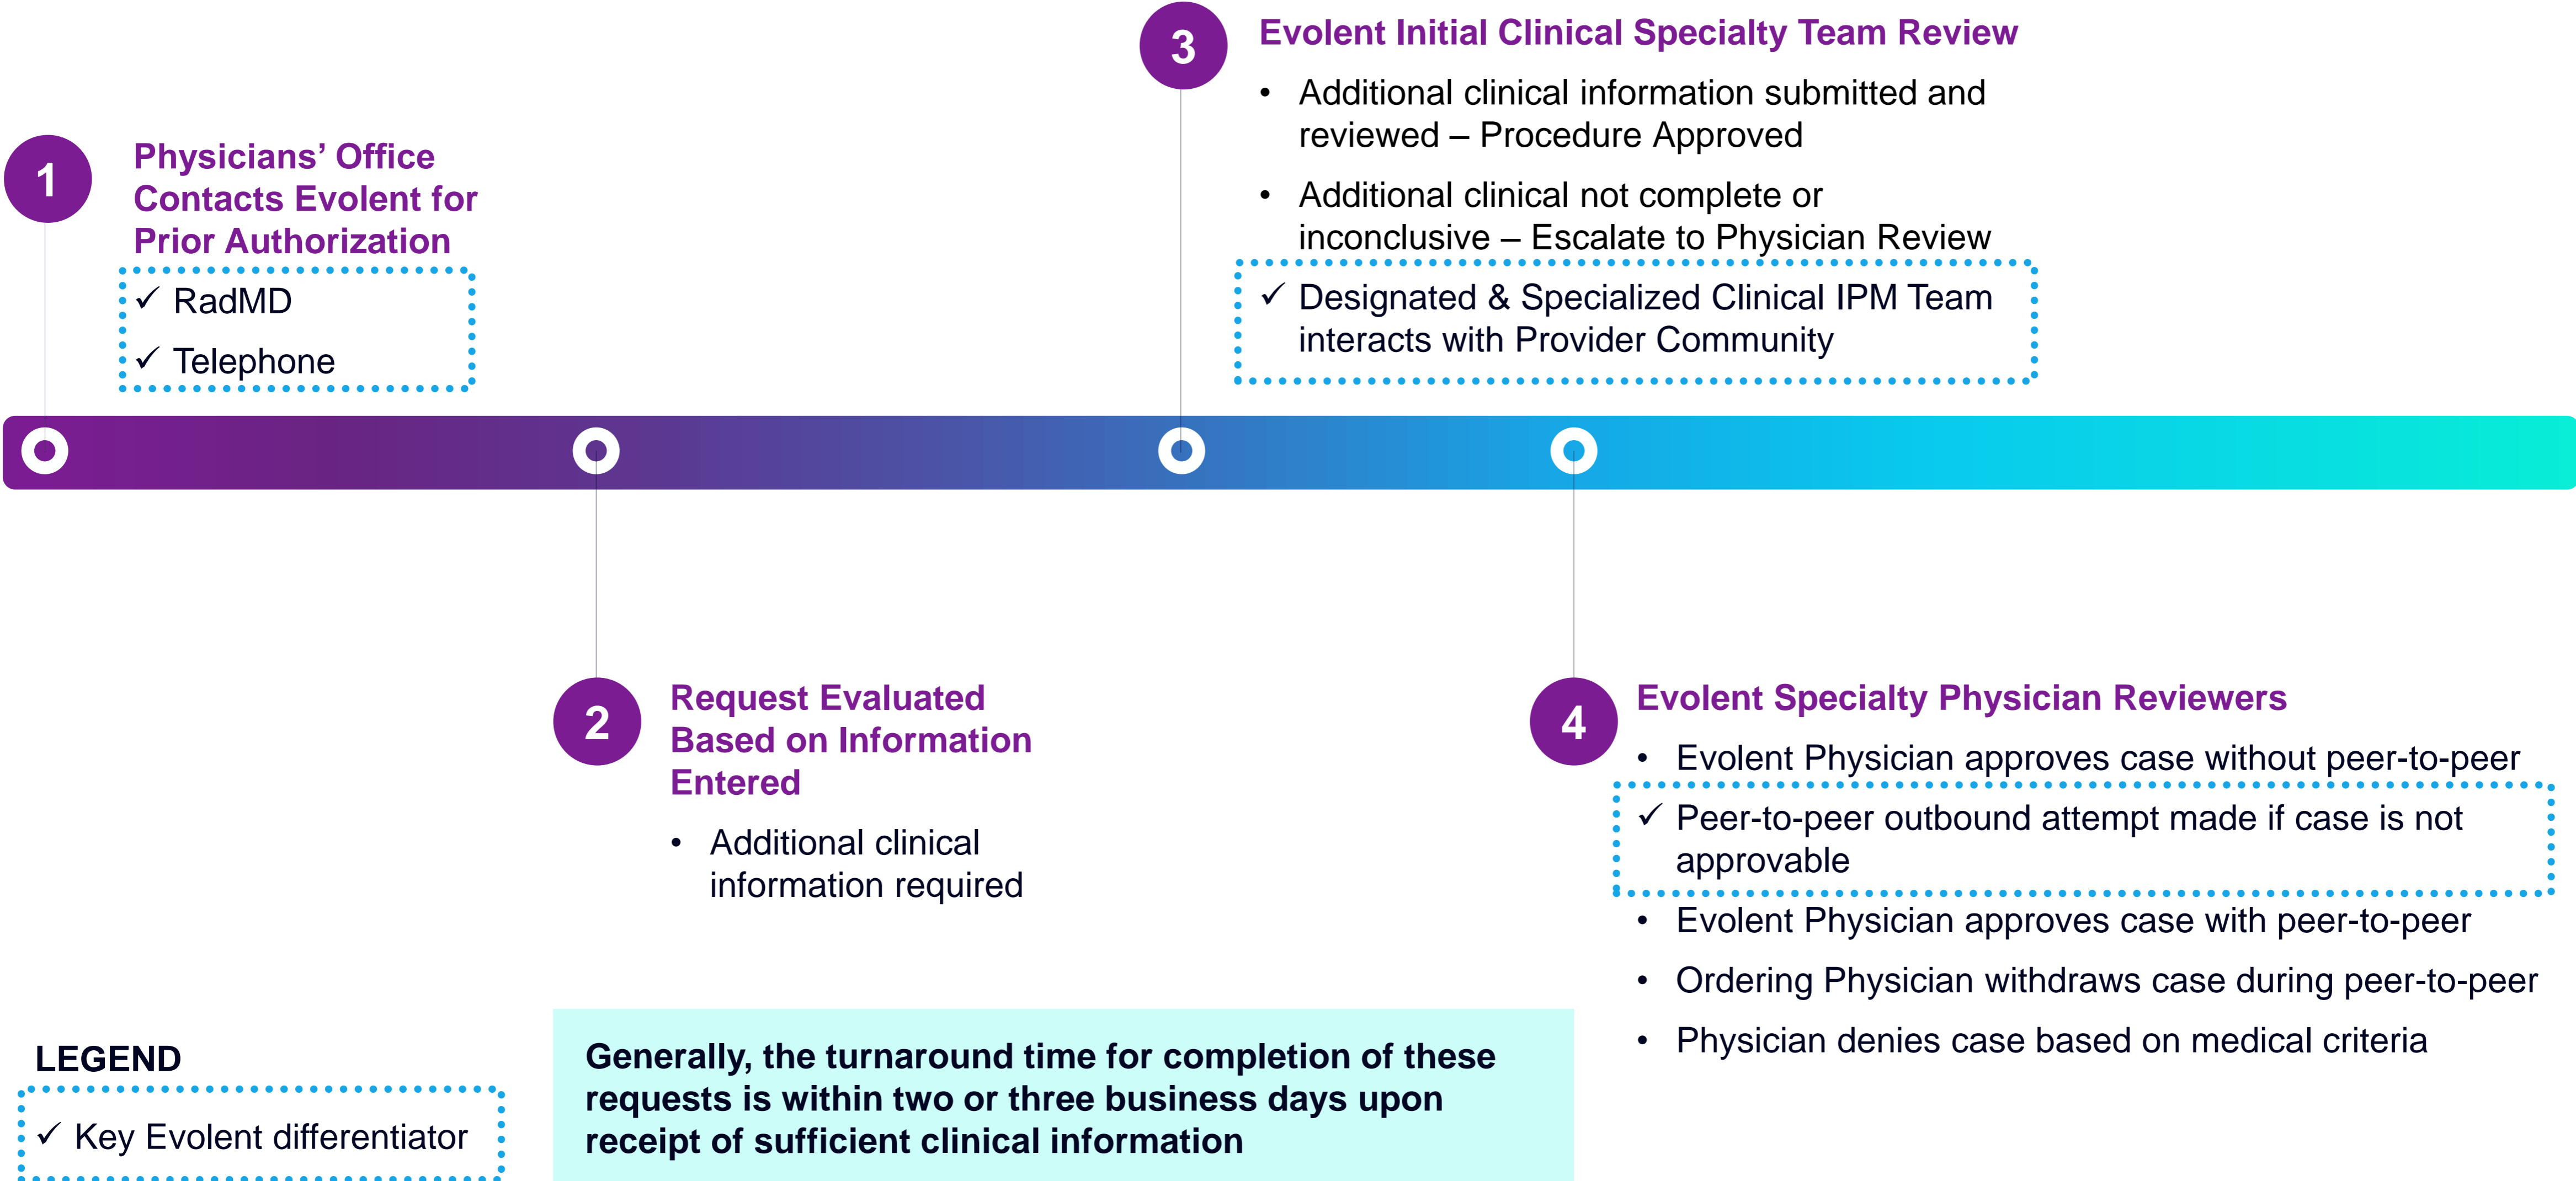 1
Physicians’ Office
Contacts Evolent for
Prior Authorization
✓ RadMD
✓ Telephone
2
Request Evaluated
Based on Information
Entered
• Additional clinical
information required
3
Evolent Initial Clinical Specialty Team Review
• Additional clinical information submitted and
reviewed – Procedure Approved
• Additional clinical not complete or
inconclusive – Escalate to Physician Review
✓ Designated & Specialized Clinical IPM Team
interacts with Provider Community
4
Evolent Specialty Physician Reviewers
• Evolent Physician approves case without peer-to-peer
✓ Peer-to-peer outbound attempt made if case is not
approvable
• Evolent Physician approves case with peer-to-peer
• Ordering Physician withdraws case during peer-to-peer
• Physician denies case based on medical criteria
LEGEND
✓ Key Evolent differentiator
Generally, the turnaround time for completion of these
requests is within two or three business days upon
receipt of sufficient clinical information